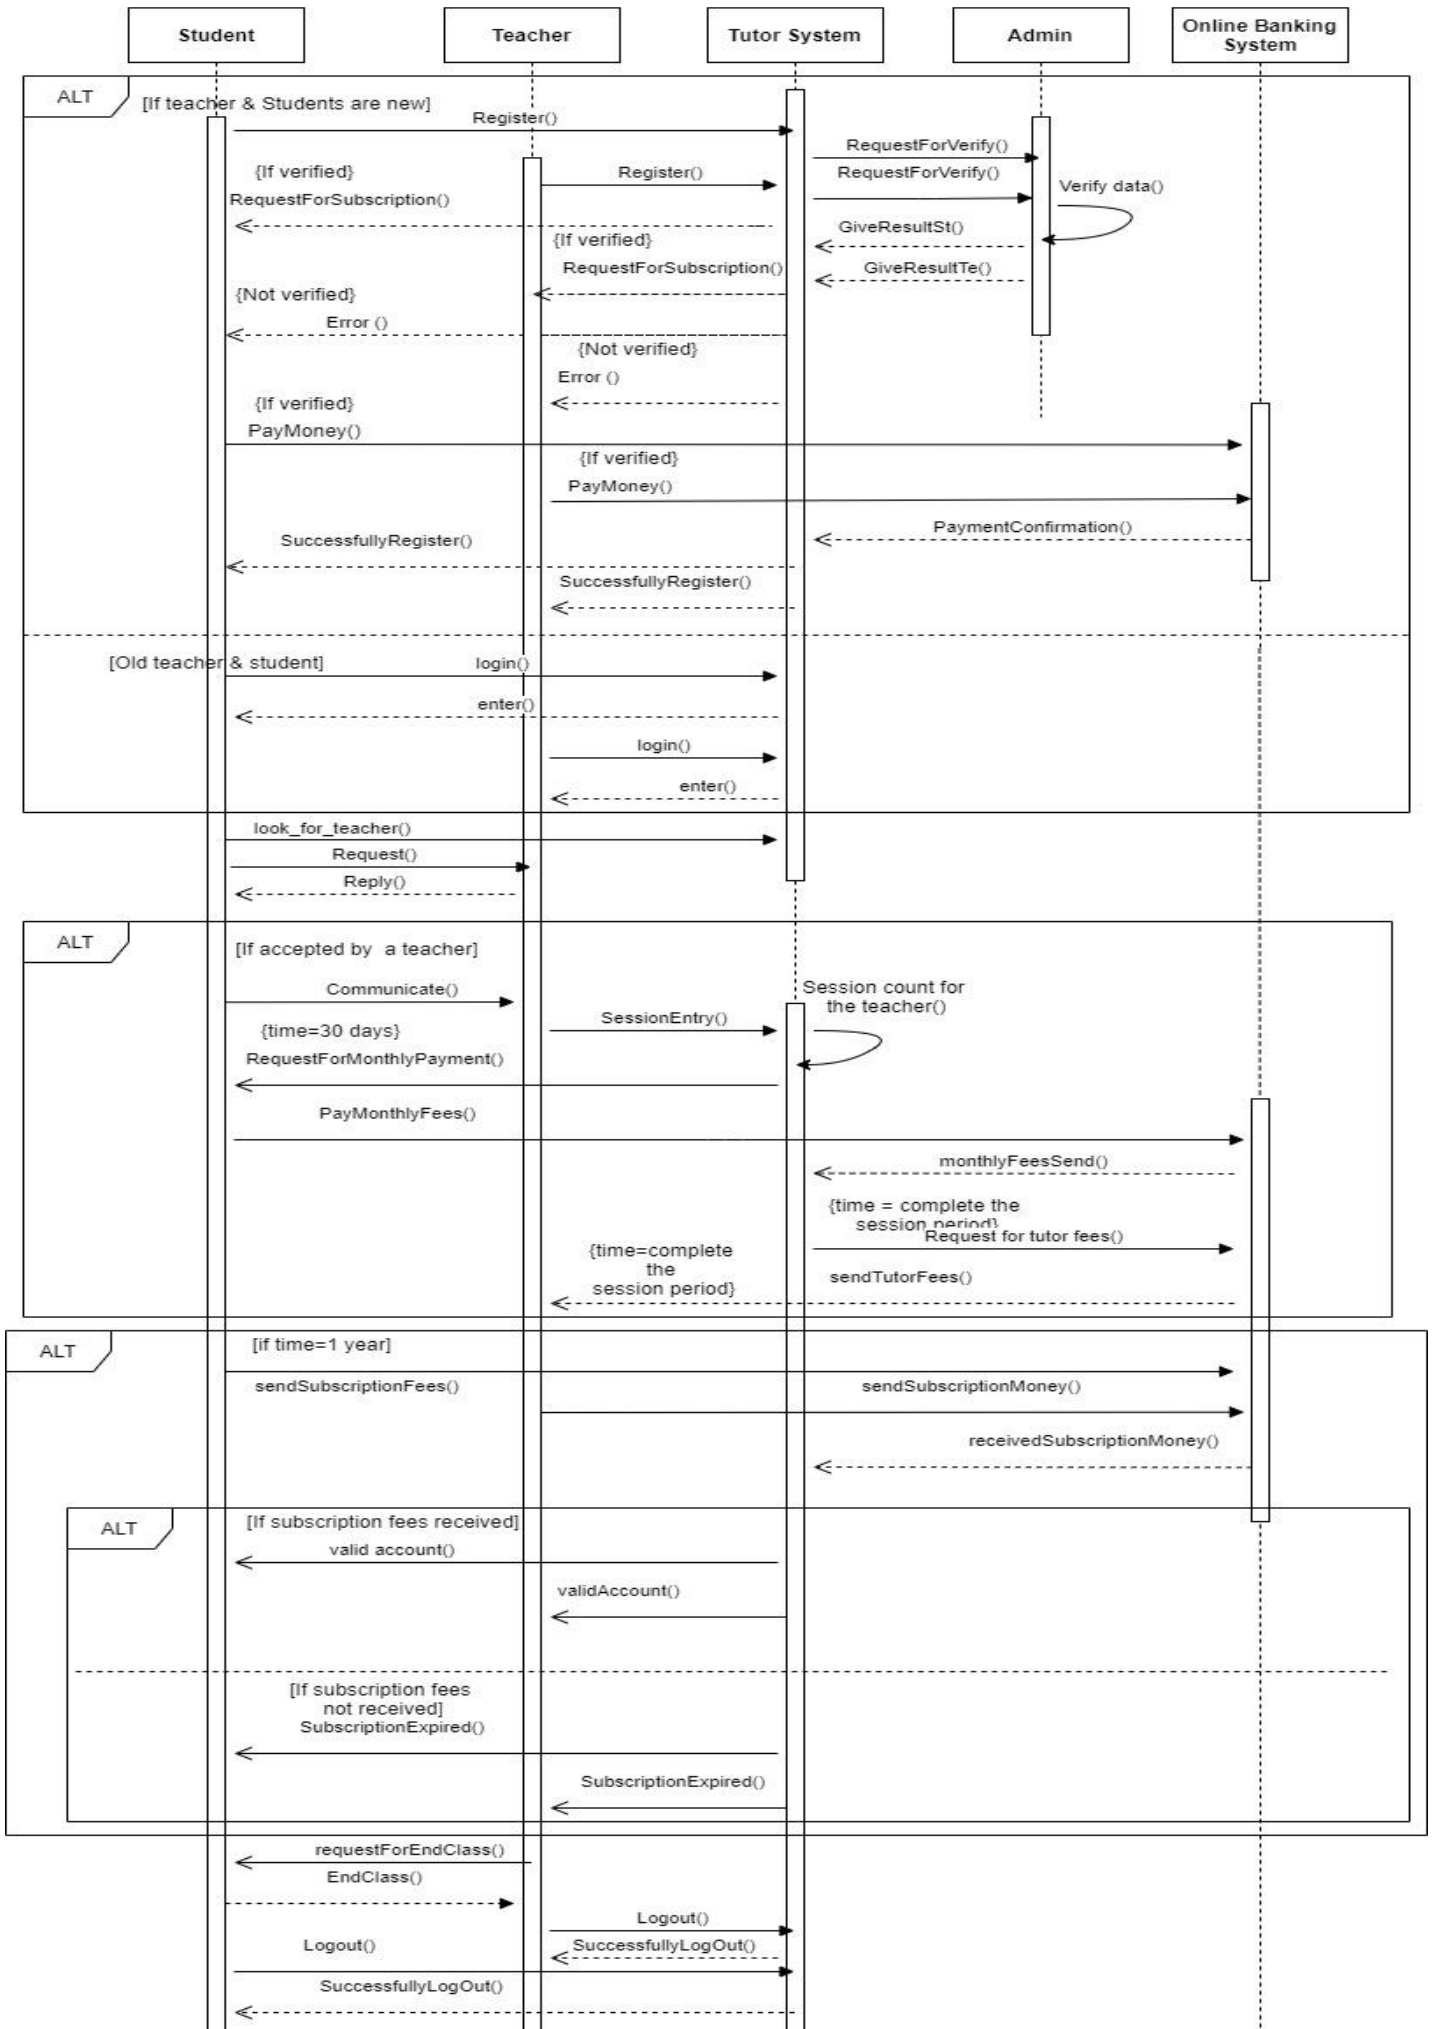 Student
Teacher
Tutor System
Admin
Online Banking
System
ALT
[If teacher & Students are new]
Register()
RequestForVerify()
{If verified}
Register()
RequestForVerify()
Verify data()
RequestForSubscription()
GiveResultSt()
{If verified}
RequestForSubscription()
GiveResultTe()
{Not verified}
Error ()
{Not verified}
Error ()
{If verified}
PayMoney()
{If verified}
PayMoney()
PaymentConfirmation()
SuccessfullyRegister()
SuccessfullyRegister()
[Old teacher & student]
login()
enter()
login()
enter()
look_for_teacher()
Request()
Reply()
ALT
[If accepted by a teacher]
Communicate()
Session count for
the teacher()
SessionEntry()
{time=30 days}
RequestForMonthlyPayment()
PayMonthlyFees()
monthlyFeesSend()
{time = complete the
session period}
Request for tutor fees()
{time=complete
the
session period}
sendTutorFees()
ALT
[if time=1 year]
sendSubscriptionFees()
sendSubscriptionMoney()
receivedSubscriptionMoney()
ALT
[If subscription fees received]
valid account()
validAccount()
[If subscription fees
not received]
SubscriptionExpired()
SubscriptionExpired()
requestForEndClass()
EndClass()
Logout()
Logout()
SuccessfullyLogOut()
SuccessfullyLogOut()